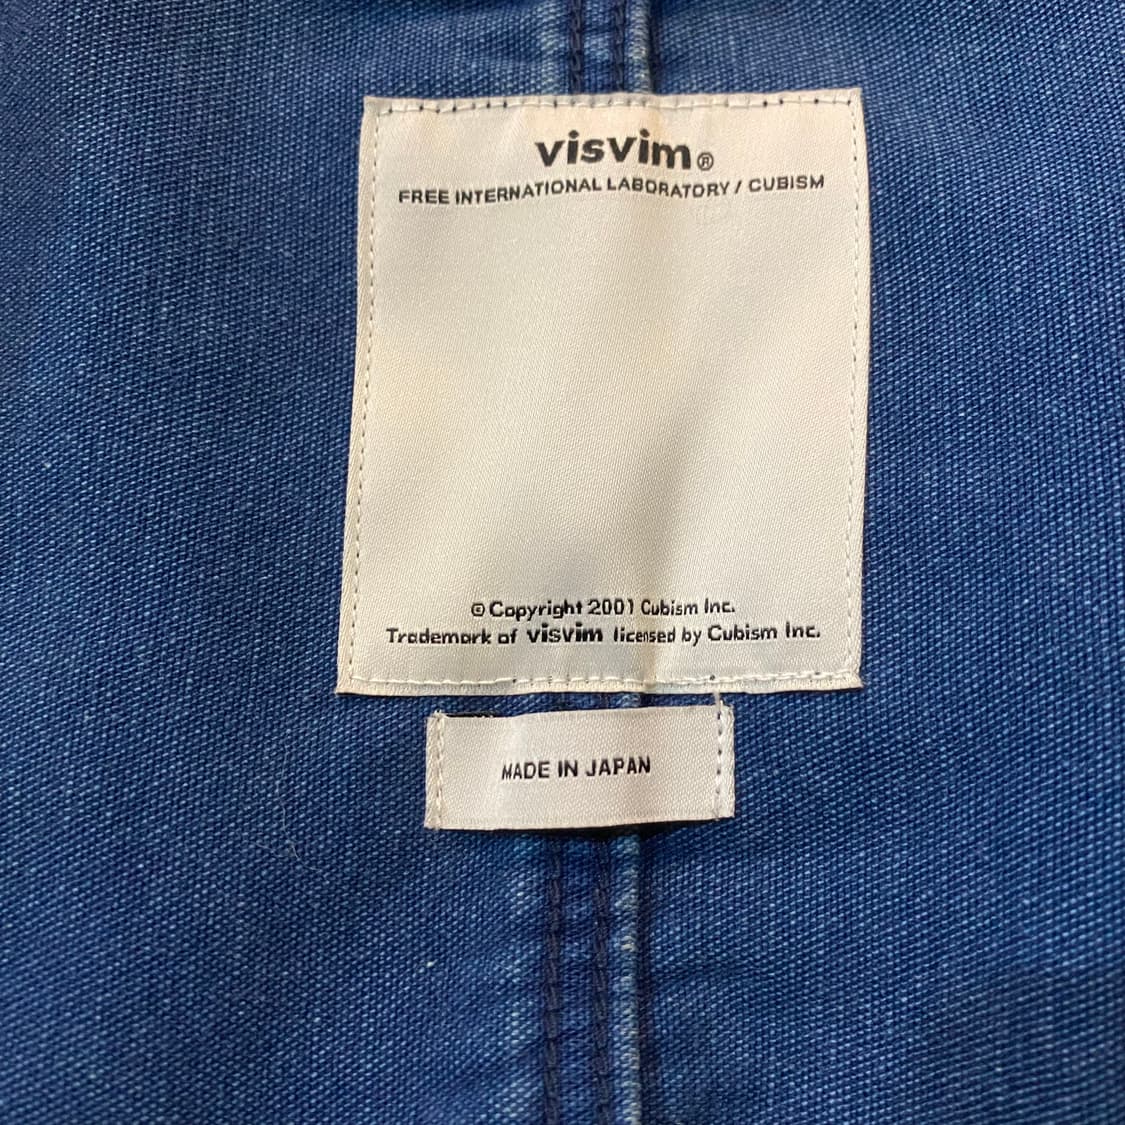 visvim®
FREE INTERNATIONAL LABORATORY / CUBISM
© Copyright 2001 Cubism Inc.
Trademark of visvim licensed by Cubism Inc.
MADE IN JAPAN